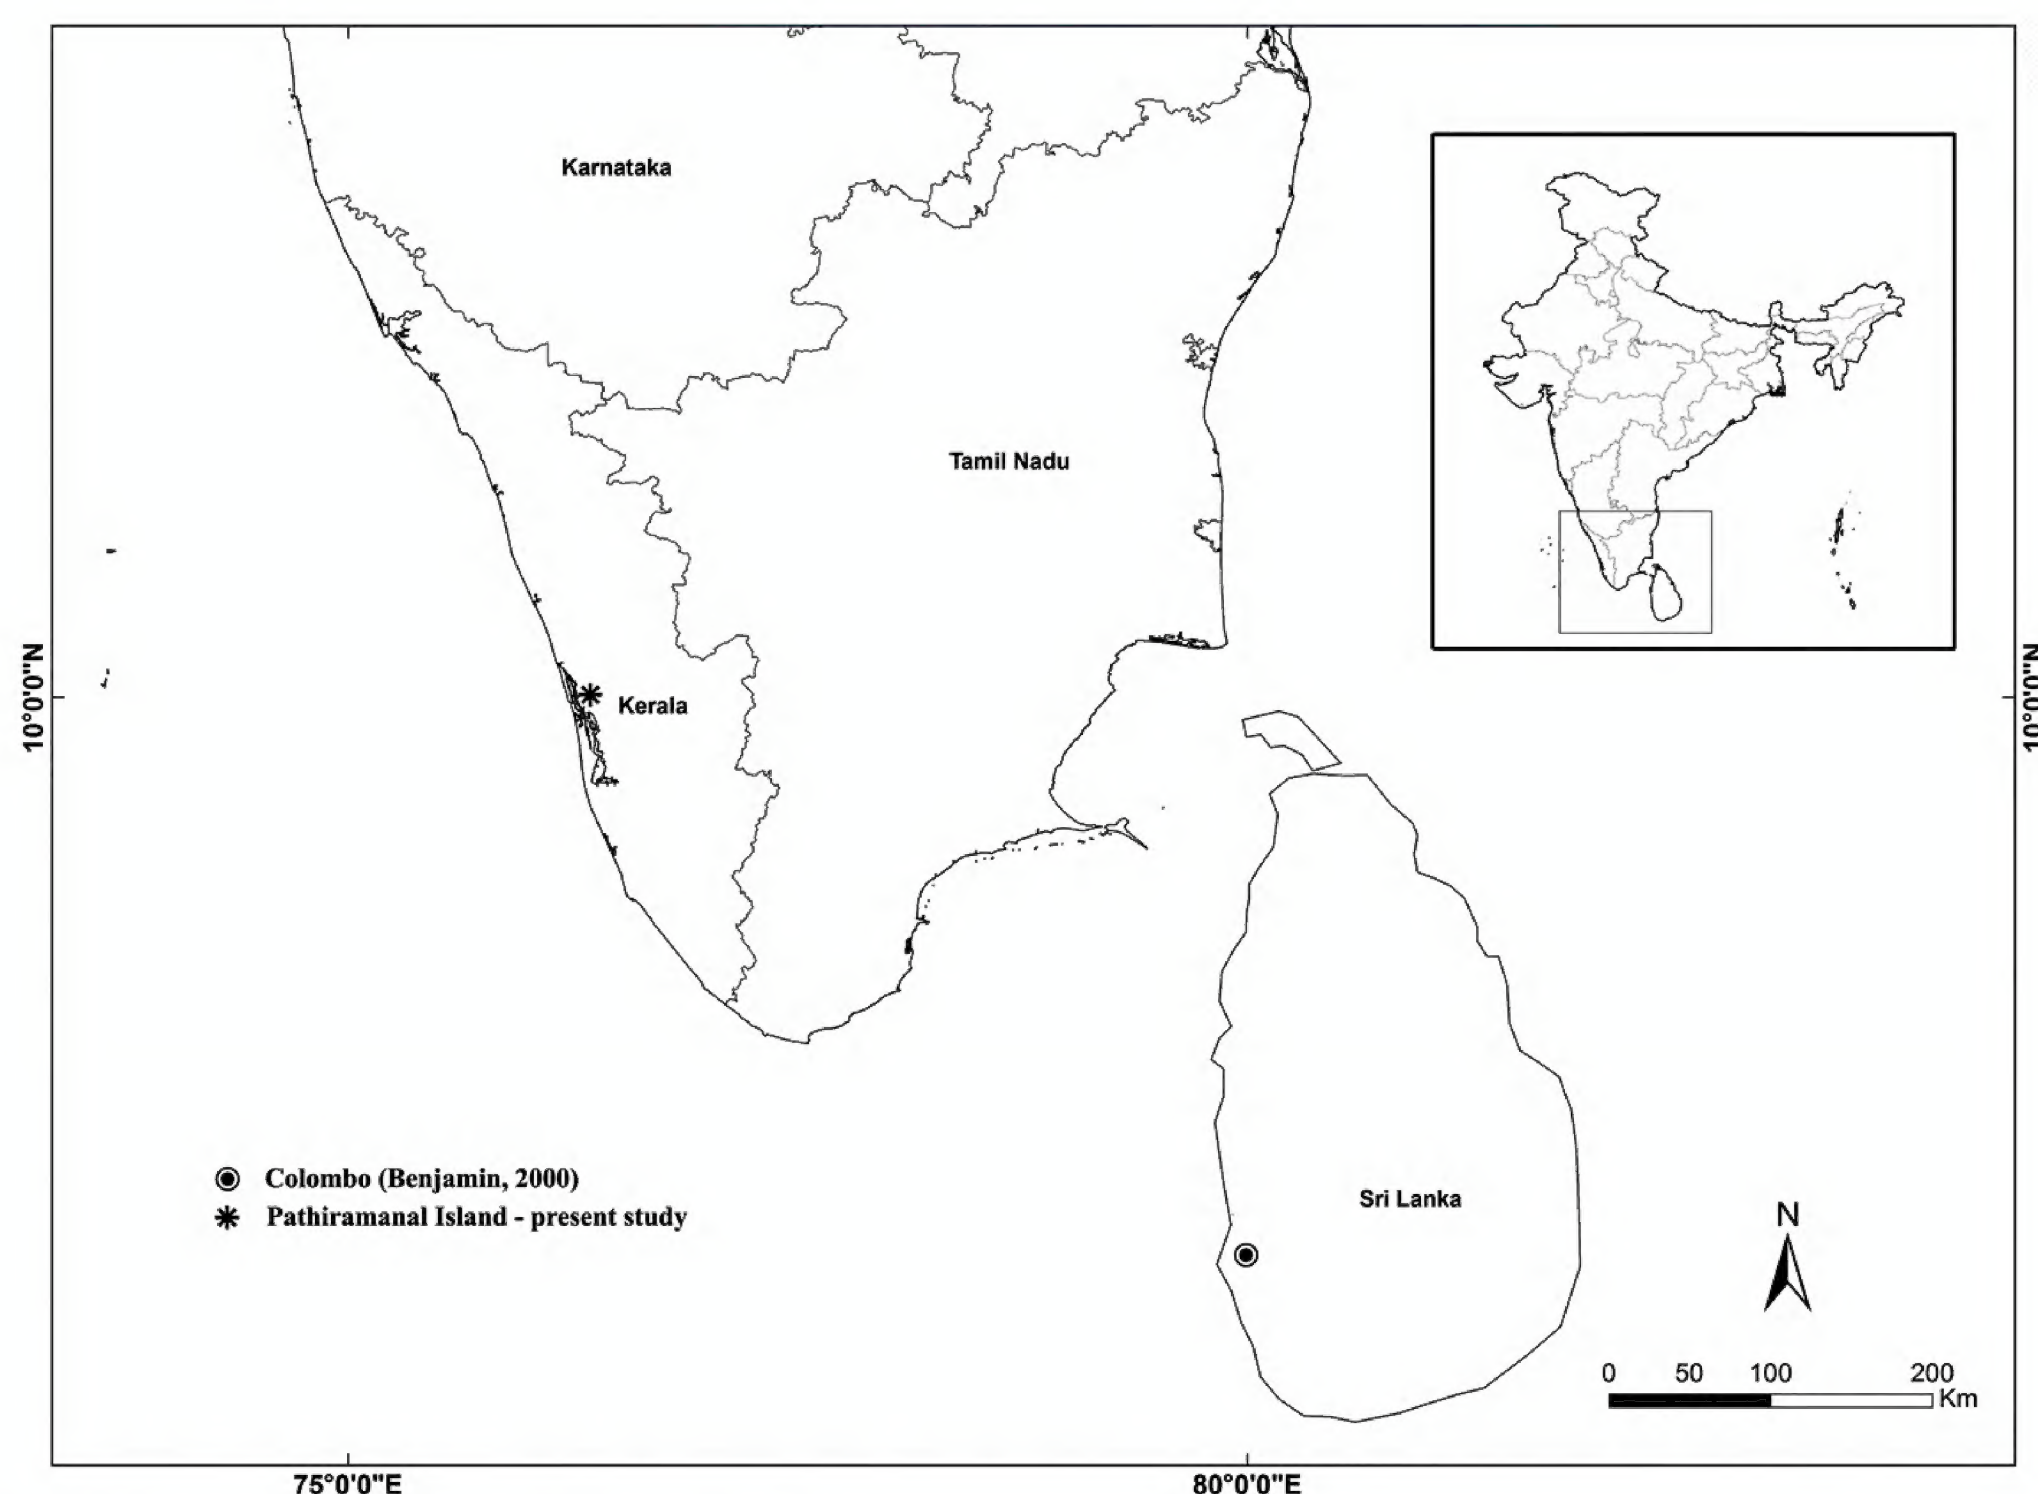 Karnataka
Tamil Nadu
10°0'0"N
Kerala
10°0'0"N
Colombo (Benjamin, 2000)
Pathiramanal Island - present study
Sri Lanka
N
0 50 100 200
Km
75°0'0"E
80°0'0"E